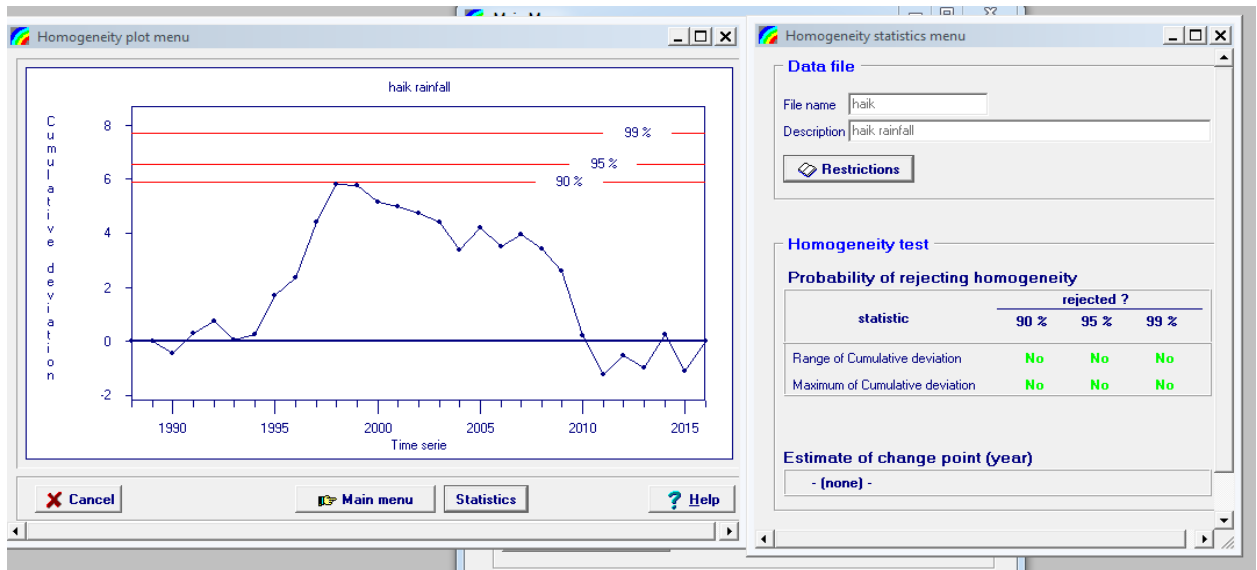 Homogeneity plot menu
haik rainfall
Cumulative deviation
8
6
4
2
0
-2
99 %
95 %
90 %
1990 1995 2000 2005 2010 2015
Time serie
Cancel Main menu Statistics Help
Homogeneity statistics menu
Data file
File name haik
Description haik rainfall
Restrictions
Homogeneity test
Probability of rejecting homogeneity
rejected ?
statistic 90 % 95 % 99 %
Range of Cumulative deviation No No No
Maximum of Cumulative deviation No No No
Estimate of change point (year)
- (none) -